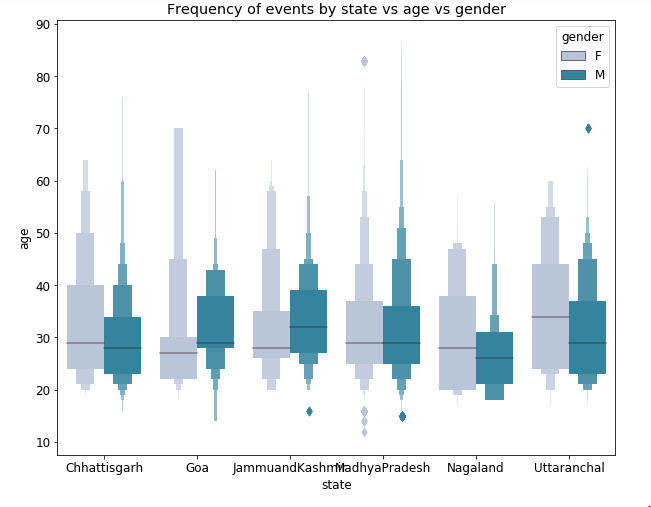 Frequency of events by state vs age vs gender
90
80
70
60
50
40
30
20
10
age
gender
F
M
Chhattisgarh
Goa
JammuandKashmir
MadhyaPradesh
Nagaland
Uttaranchal
state